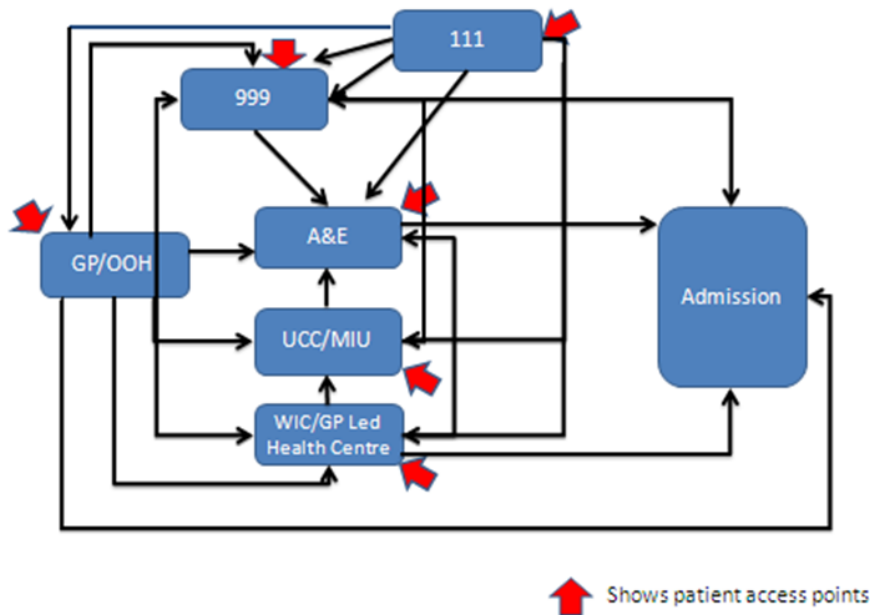 111
999
A&E
GP/OOH
Admission
UCC/MIU
WIC/GP Led
Health Centre
Shows patient access points